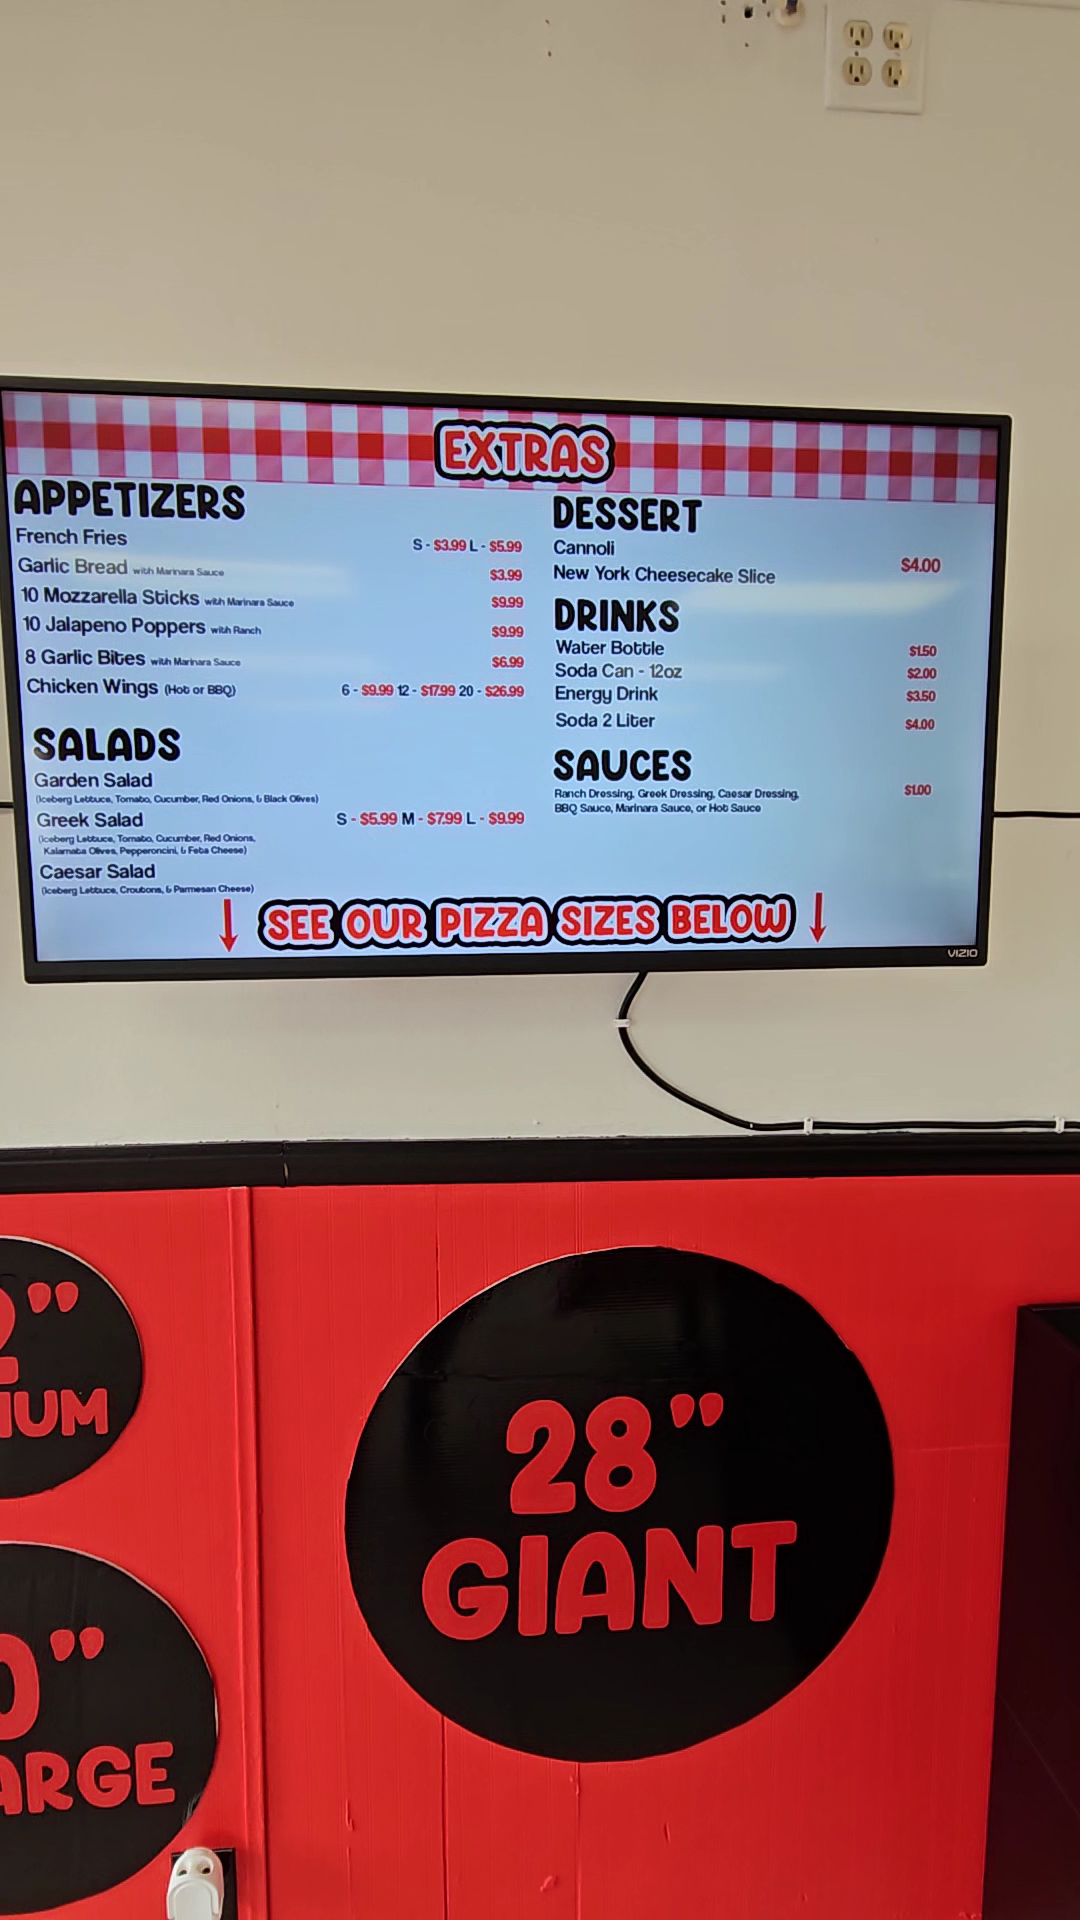 EXTRAS
APPETIZERS
French Fries S - $3.99 L - $5.99
Garlic Bread with Marinara Sauce $3.99
10 Mozzarella Sticks with Marinara Sauce $9.99
10 Jalapeno Poppers with Ranch $9.99
8 Garlic Bites with Marinara Sauce $6.99
Chicken Wings (Hot or BBQ) 6 - $9.99 12 - $17.99 20 - $26.99
SALADS
Garden Salad
(Iceberg Lettuce, Tomato, Cucumber, Red Onions, & Black Olives)
Greek Salad S - $5.99 M - $7.99 L - $9.99
(Iceberg Lettuce, Tomato, Cucumber, Red Onions,
Kalamata Olives, Pepperoncini, & Feta Cheese)
Caesar Salad
(Iceberg Lettuce, Croutons, & Parmesan Cheese)
DESSERT
Cannoli
$4.00
New York Cheesecake Slice
DRINKS
Water Bottle $1.50
Soda Can - 12oz $2.00
Energy Drink $3.50
Soda 2 Liter $4.00
SAUCES
Ranch Dressing, Greek Dressing, Caesar Dressing, $1.00
BBQ Sauce, Marinara Sauce, or Hot Sauce
SEE OUR PIZZA SIZES BELOW
VIZIO
2"
IUM
0"
ARGE
28"
GIANT